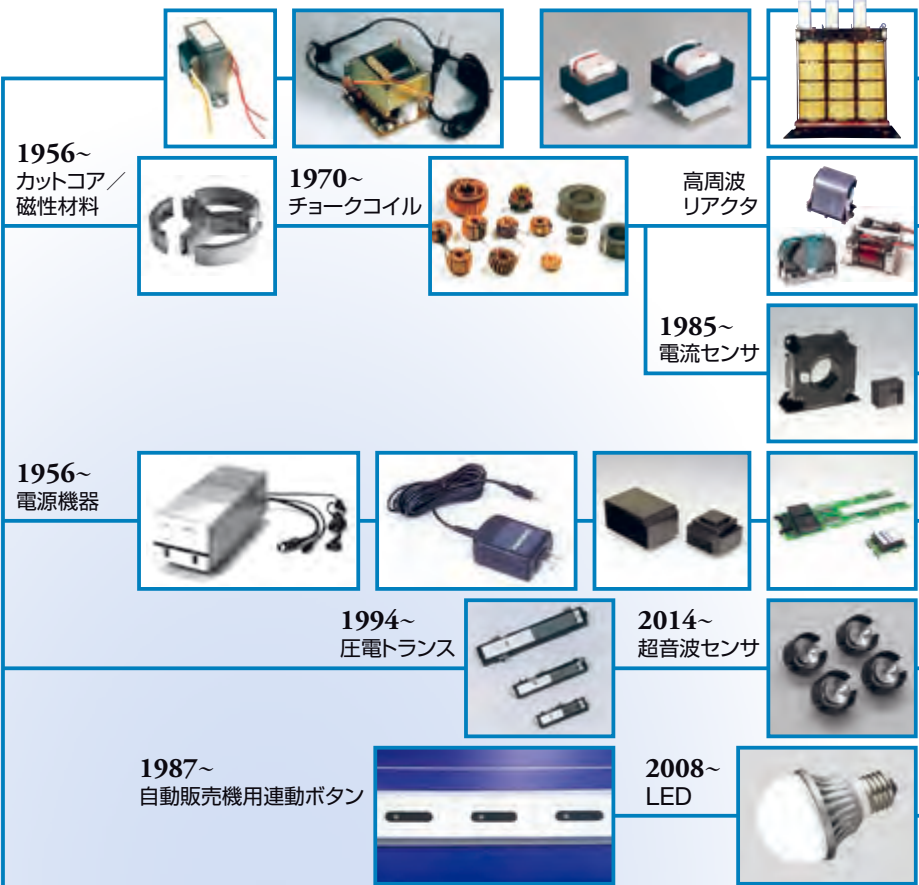 1956~
カットコア／
磁性材料
1970~
チョークコイル
高周波
リアクタ
1985~
電流センサ
1956~
電源機器
1994~
圧電トランス
2014~
超音波センサ
1987~
自動販売機用連動ボタン
2008~
LED